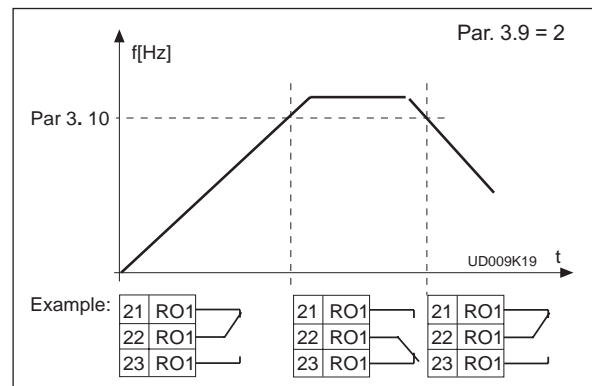 Par. 3.9 = 2
f[Hz]
Par 3. 10
UD009K19
t
Example:
21 RO1
22 RO1
23 RO1
21 RO1
22 RO1
23 RO1
21 RO1
22 RO1
23 RO1